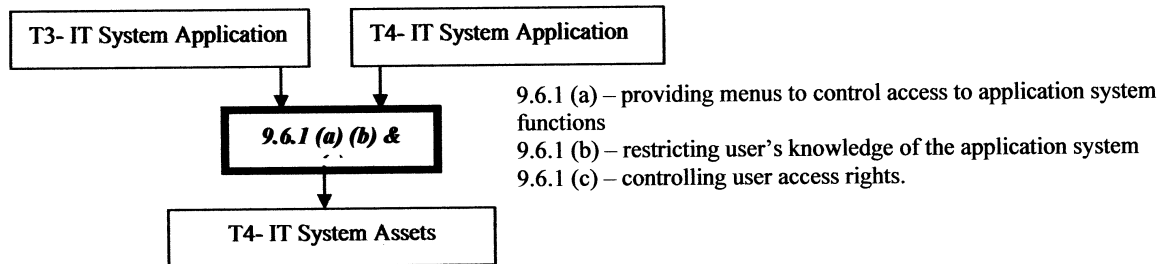 T3- IT System Application
T4- IT System Application
9.6.1 (a) (b) &
T4- IT System Assets
9.6.1 (a) – providing menus to control access to application system
functions
9.6.1 (b) – restricting user's knowledge of the application system
9.6.1 (c) – controlling user access rights.